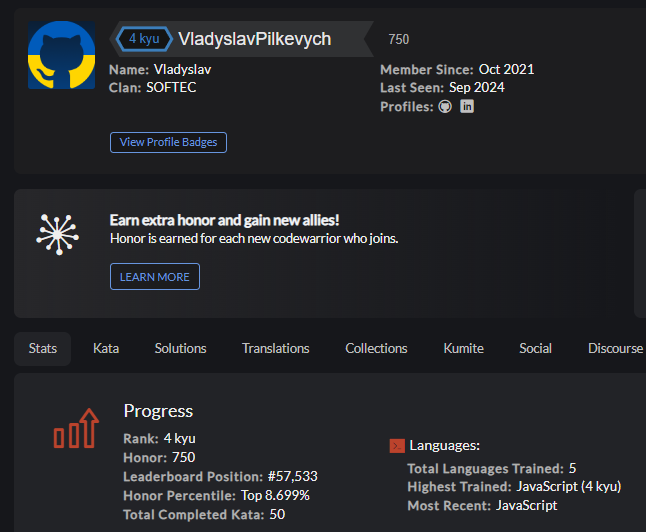 4 kyu VladyslavPilkevych 750
Name: Vladyslav
Clan: SOFTEC
Member Since: Oct 2021
Last Seen: Sep 2024
Profiles: in
View Profile Badges
Earn extra honor and gain new allies!
Honor is earned for each new codewarrior who joins.
LEARN MORE
Stats Kata Solutions Translations Collections Kumite Social Discourse
Progress
Rank: 4 kyu
Honor: 750
Leaderboard Position: #57,533
Honor Percentile: Top 8.699%
Total Completed Kata: 50
Languages:
Total Languages Trained: 5
Highest Trained: JavaScript (4 kyu)
Most Recent: JavaScript